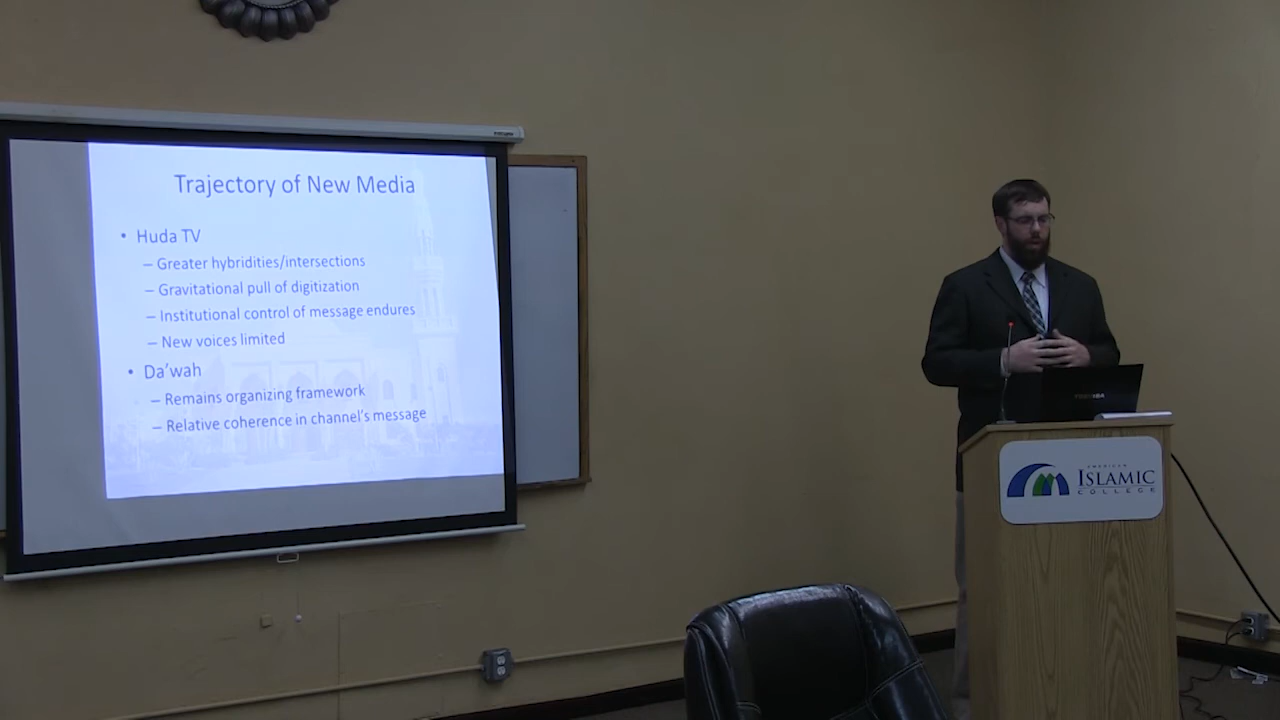 Trajectory of New Media
• Huda TV
– Greater hybridities/intersections
– Gravitational pull of digitization
– Institutional control of message endures
– New voices limited
• Da'wah
– Remains organizing framework
– Relative coherence in channel's message
TOSHIBA
AMERICAN
ISLAMIC
COLLEGE